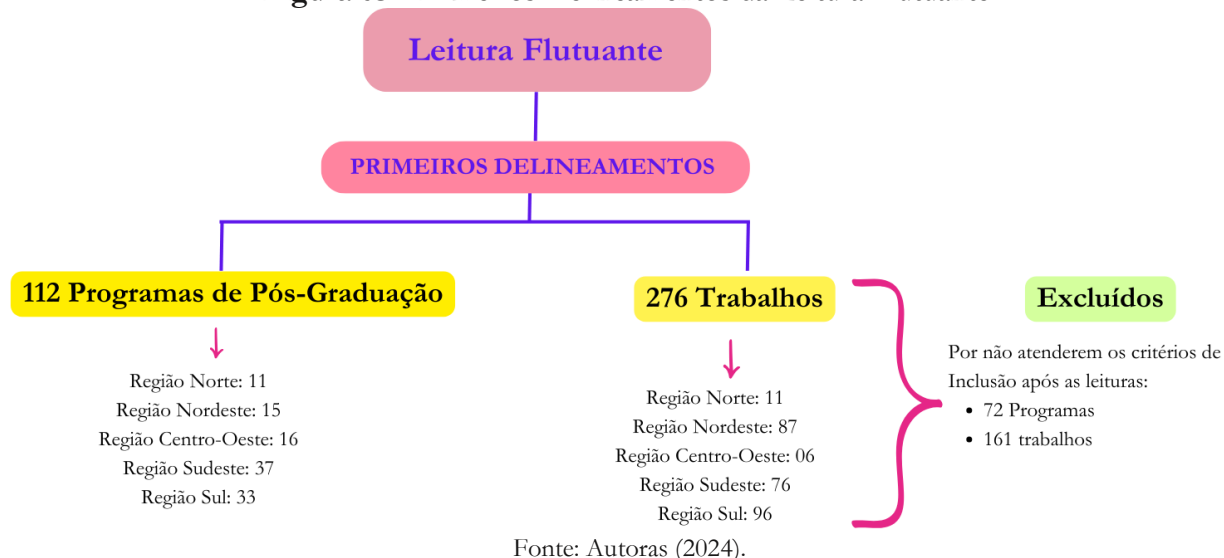 Leitura Flutuante
PRIMEIROS DELINEAMENTOS
112 Programas de Pós-Graduação
Região Norte: 11
Região Nordeste: 15
Região Centro-Oeste: 16
Região Sudeste: 37
Região Sul: 33
276 Trabalhos
Região Norte: 11
Região Nordeste: 87
Região Centro-Oeste: 06
Região Sudeste: 76
Região Sul: 96
Excluídos
Por não atenderem os critérios de
Inclusão após as leituras:
• 72 Programas
• 161 trabalhos
Fonte: Autoras (2024).